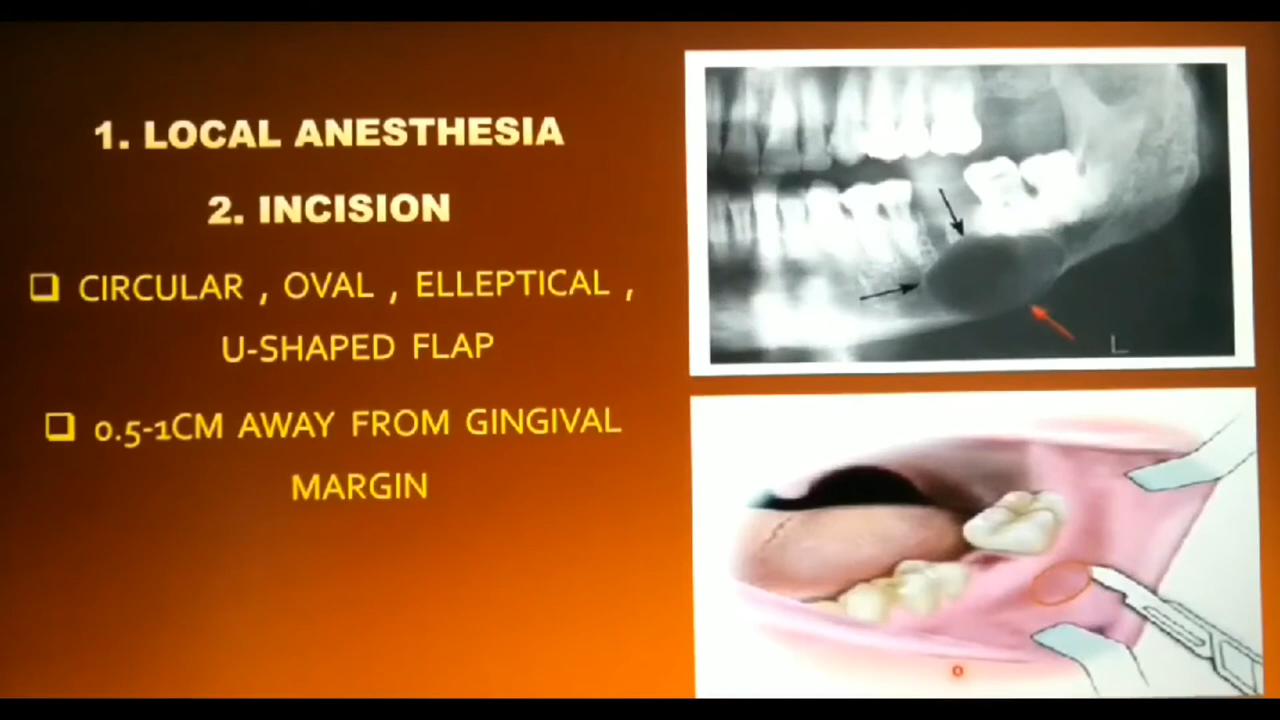 1. LOCAL ANESTHESIA
2. INCISION
CIRCULAR , OVAL , ELLEPTICAL ,
U-SHAPED FLAP
0.5-1CM AWAY FROM GINGIVAL
MARGIN
L